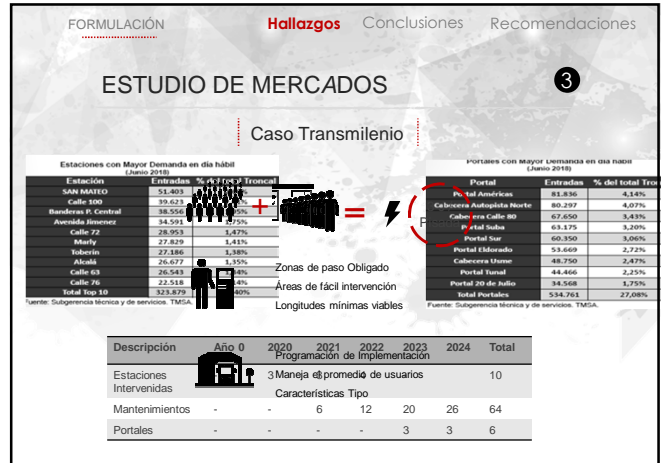 FORMULACIÓN Hallazgos Conclusiones Recomendaciones
ESTUDIO DE MERCADOS 3
Caso Transmilenio
Estaciones con Mayor Demanda en día hábil
(Junio 2018)
Estación Entradas % del total Troncal
SAN MATEO 51.403
Calle 100 39.623
Banderas P. Central 38.556
Avenida Jimenez 34.591 1,75%
Calle 72 28.953 1,47%
Marly 27.829 1,41%
Toberin 27.186 1,38%
Alcalá 26.677 1,35%
Calle 63 26.543
Calle 76 22.518
Total Top 10 323.879
Fuente: Subgerencia técnica y de servicios. TMSA.
+ =
Zonas de paso Obligado
Áreas de fácil intervención
Longitudes mínimas viables
Portales con Mayor Demanda en día hábil
(Junio 2018)
Portal Entradas % del total Tron
Portal Américas 81.836 4,14%
Cabecera Autopista Norte 80.297 4,07%
Cabecera Calle 80 67.650 3,43%
Portal Suba 63.175 3,20%
Portal Sur 60.350 3,06%
Portal Eldorado 53.669 2,72%
Cabecera Usme 48.750 2,47%
Portal Tunal 44.466 2,25%
Portal 20 de Julio 34.568 1,75%
Total Portales 534.761 27,08%
Fuente: Subgerencia técnica y de servicios. TMSA.
Descripción Año 0 2020 2021 2022 2023 2024 Total
Programación de Implementación
Estaciones Intervenidas 3 10
Maneja el promedio de usuarios
Características Tipo
Mantenimientos - - 6 12 20 26 64
Portales - - - - 3 3 6